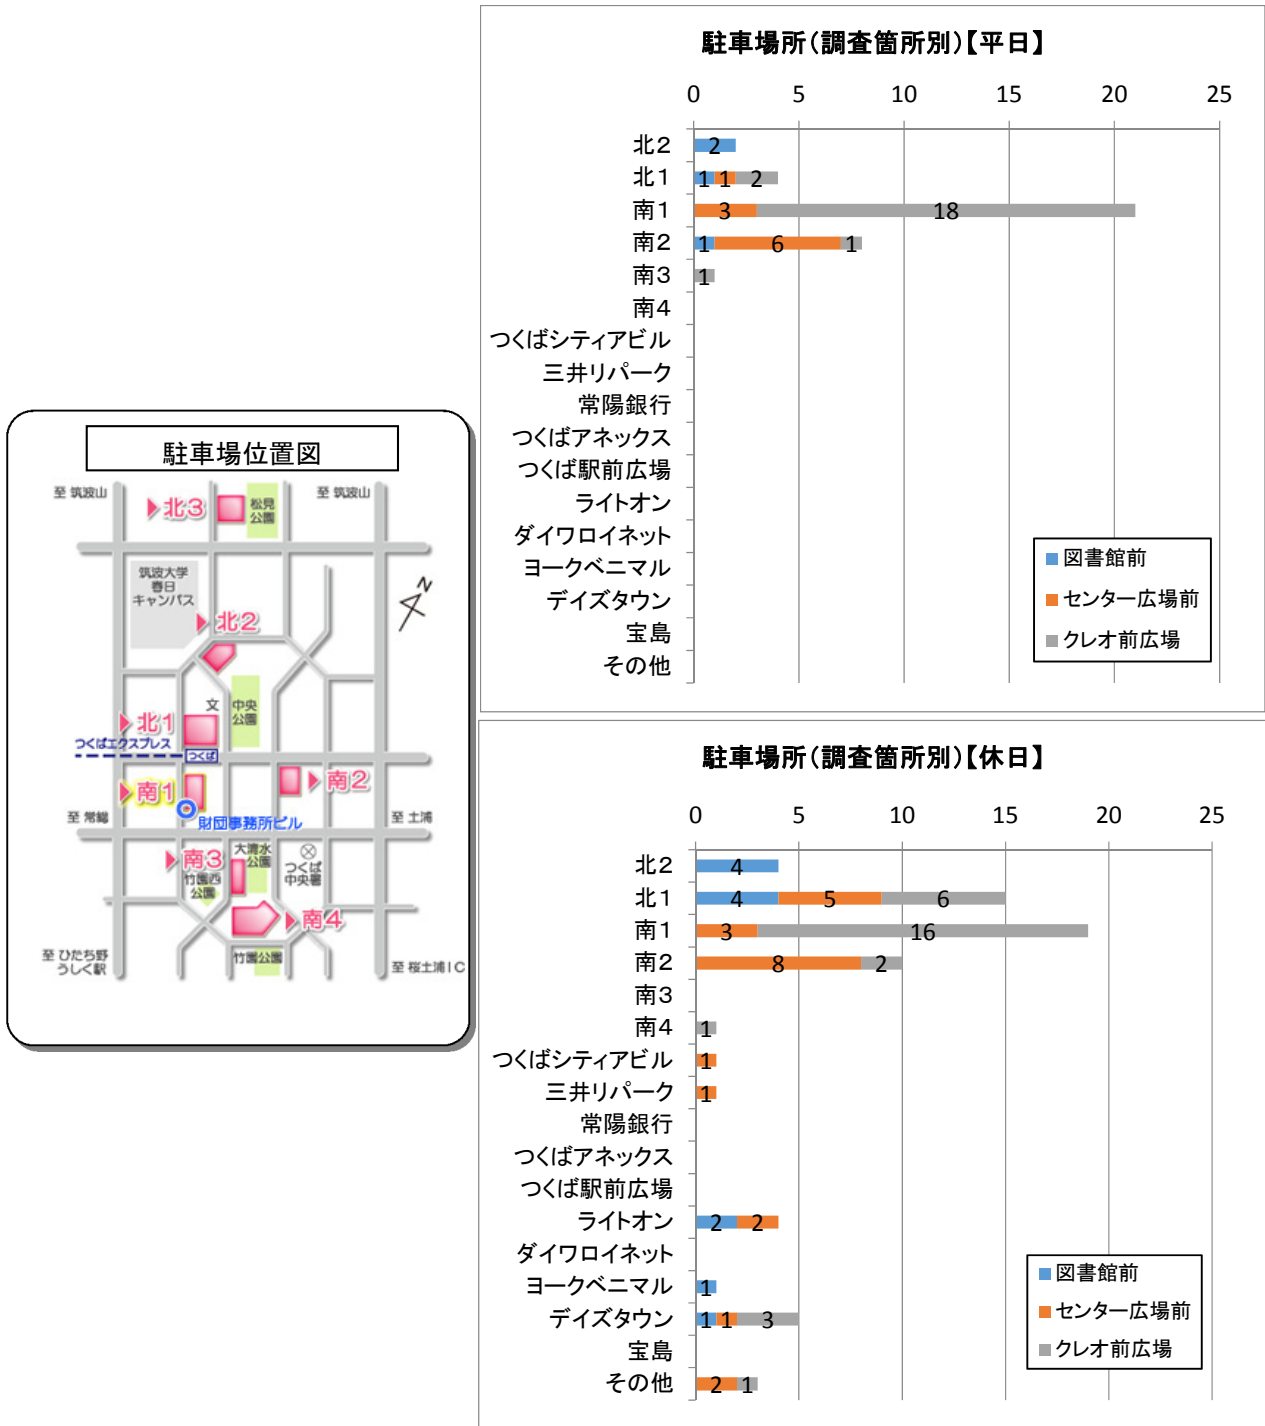 駐車場所（調査箇所別）【平日】
0 5 10 15 20 25
北２ 2
北１ 1 1 2
南１ 3 18
南２ 1 6 1
南３ 1
南４
つくばシティアビル
三井リパーク
常陽銀行
つくばアネックス
つくば駅前広場
ライトオン
ダイワロイネット
ヨークベニマル
デイズタウン
宝島
その他
図書館前
センター広場前
クレオ前広場
駐車場位置図
至 筑波山
至 筑波山
北3
松見
公園
筑波大学
春日
キャンパス
N
北2
文
中央
公園
北1
つくばエクスプレス
つくば
南1
南2
至 常総
財団事務所ビル
至 土浦
南3
大清水
公園
つくば
中央署
竹園西
公園
南4
至 ひたち野
うしく駅
竹園公園
至 桜土浦IC
駐車場所（調査箇所別）【休日】
0 5 10 15 20 25
北２ 4
北１ 4 5 6
南１ 3 16
南２ 8 2
南３
南４ 1
つくばシティアビル 1
三井リパーク 1
常陽銀行
つくばアネックス
つくば駅前広場
ライトオン 2 2
ダイワロイネット
ヨークベニマル 1
デイズタウン 1 1 3
宝島
その他 2 1
図書館前
センター広場前
クレオ前広場